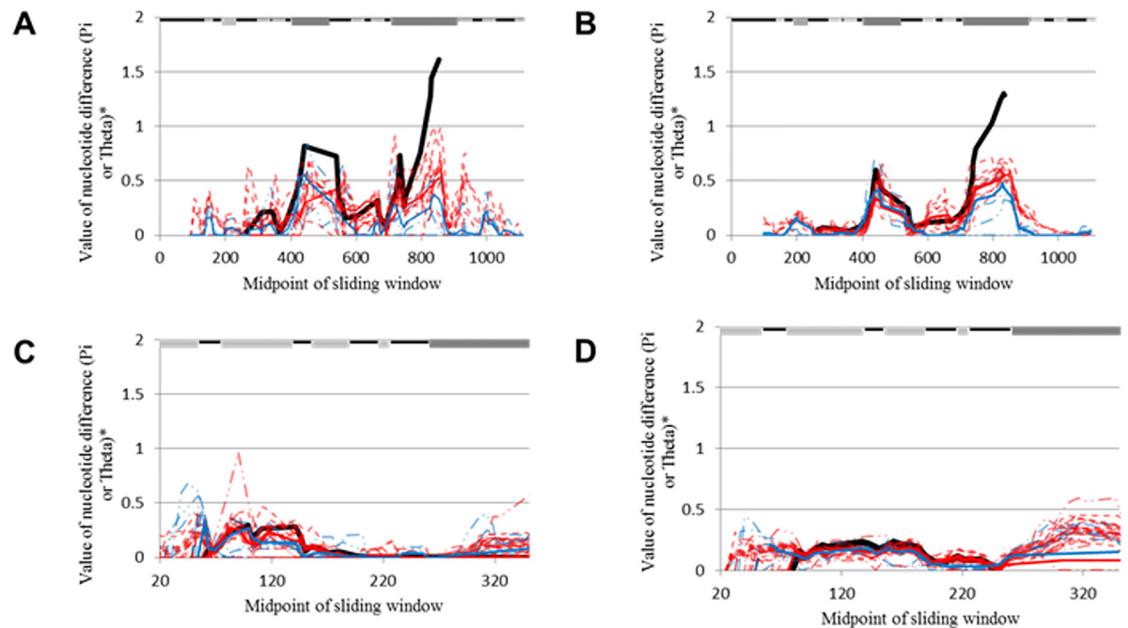 A
Value of nucleotide difference (Pi
or Theta)*
2
1.5
1
0.5
0
0 200 400 600 800 1000
Midpoint of sliding window
B
Value of nucleotide difference (Pi
or Theta)*
2
1.5
1
0.5
0
0 200 400 600 800 1000
Midpoint of sliding window
C
Value of nucleotide difference (Pi
or Theta)*
2
1.5
1
0.5
0
20 120 220 320
Midpoint of sliding window
D
Value of nucleotide difference (Pi
or Theta)*
2
1.5
1
0.5
0
20 120 220 320
Midpoint of sliding window